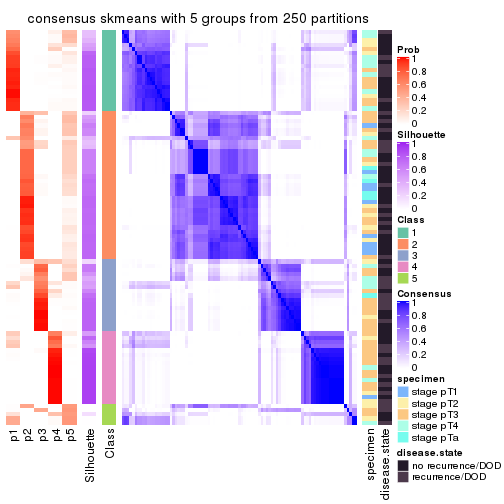 consensus skmeans with 5 groups from 250 partitions
Prob
1
0.8
0.6
0.4
0.2
0
Silhouette
1
0.8
0.6
0.4
0.2
0
Class
1
2
3
4
5
Consensus
1
0.8
0.6
0.4
0.2
0
specimen
stage pT1
stage pT2
stage pT3
stage pT4
stage pTa
disease.state
no recurrence/DOD
recurrence/DOD
p1
p2
p3
p4
p5
Silhouette
Class
specimen
disease.state